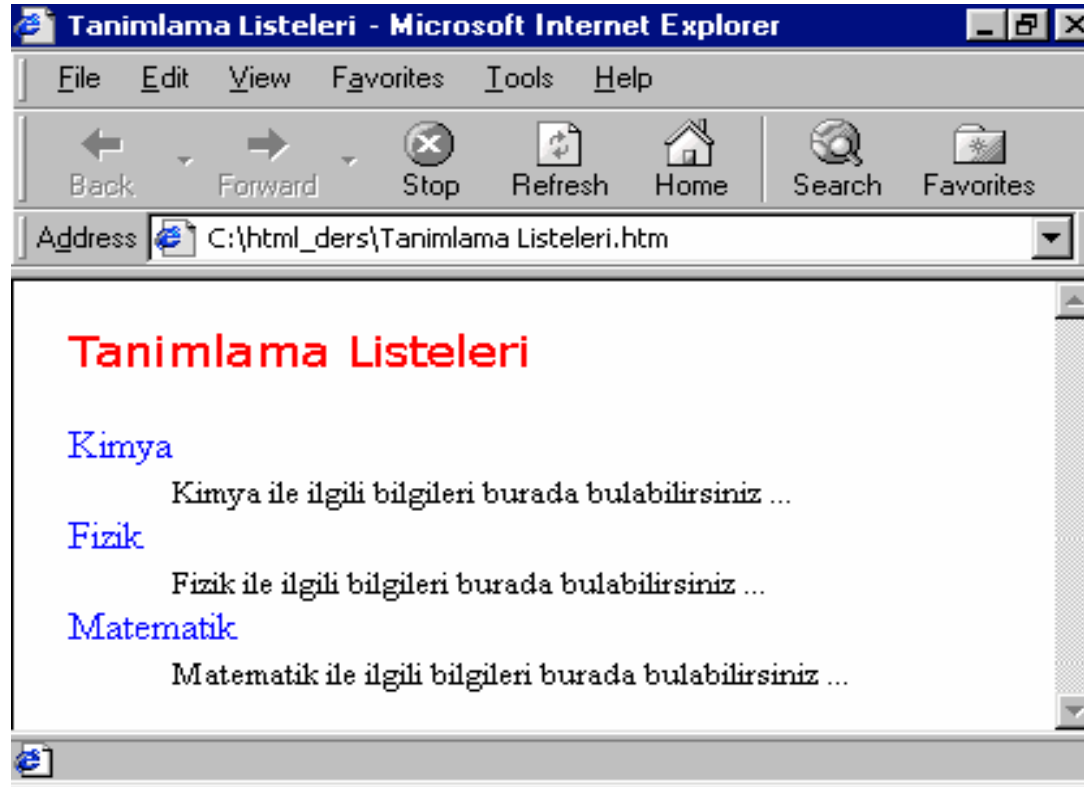 Tanimlama Listeleri - Microsoft Internet Explorer
File Edit View Favorites Tools Help
Back Forward Stop Refresh Home Search Favorites
Address C:\html_ders\Tanimlama Listeleri.htm
Tanimlama Listeleri
Kimya
Kimya ile ilgili bilgileri burada bulabilirsiniz ...
Fizik
Fizik ile ilgili bilgileri burada bulabilirsiniz ...
Matematik
Matematik ile ilgili bilgileri burada bulabilirsiniz ...